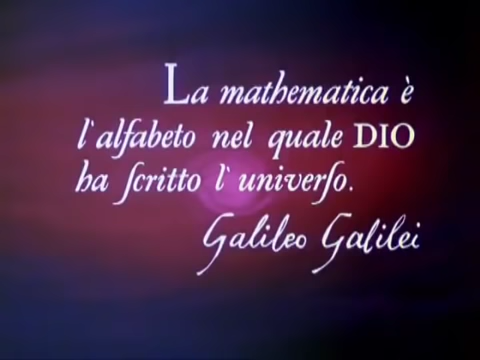 La mathematica è
l'alfabeto nel quale DIO
ha ſcritto l'univerſo.
Galileo Galilei